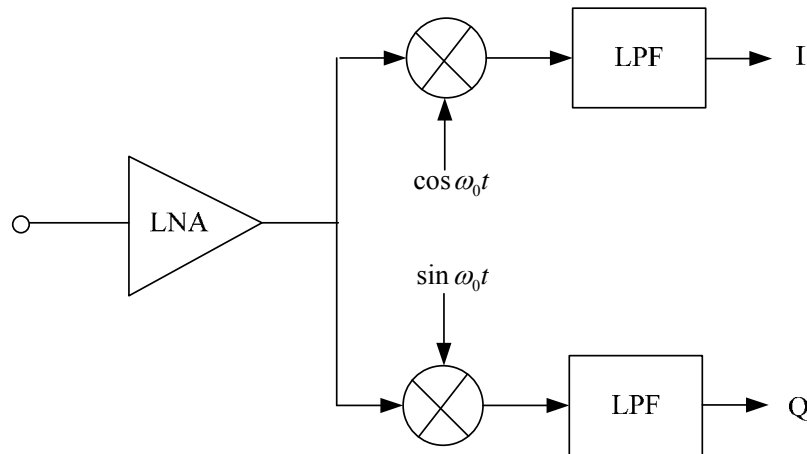 LPF
I
cos ω₀t
LNA
sin ω₀t
LPF
Q